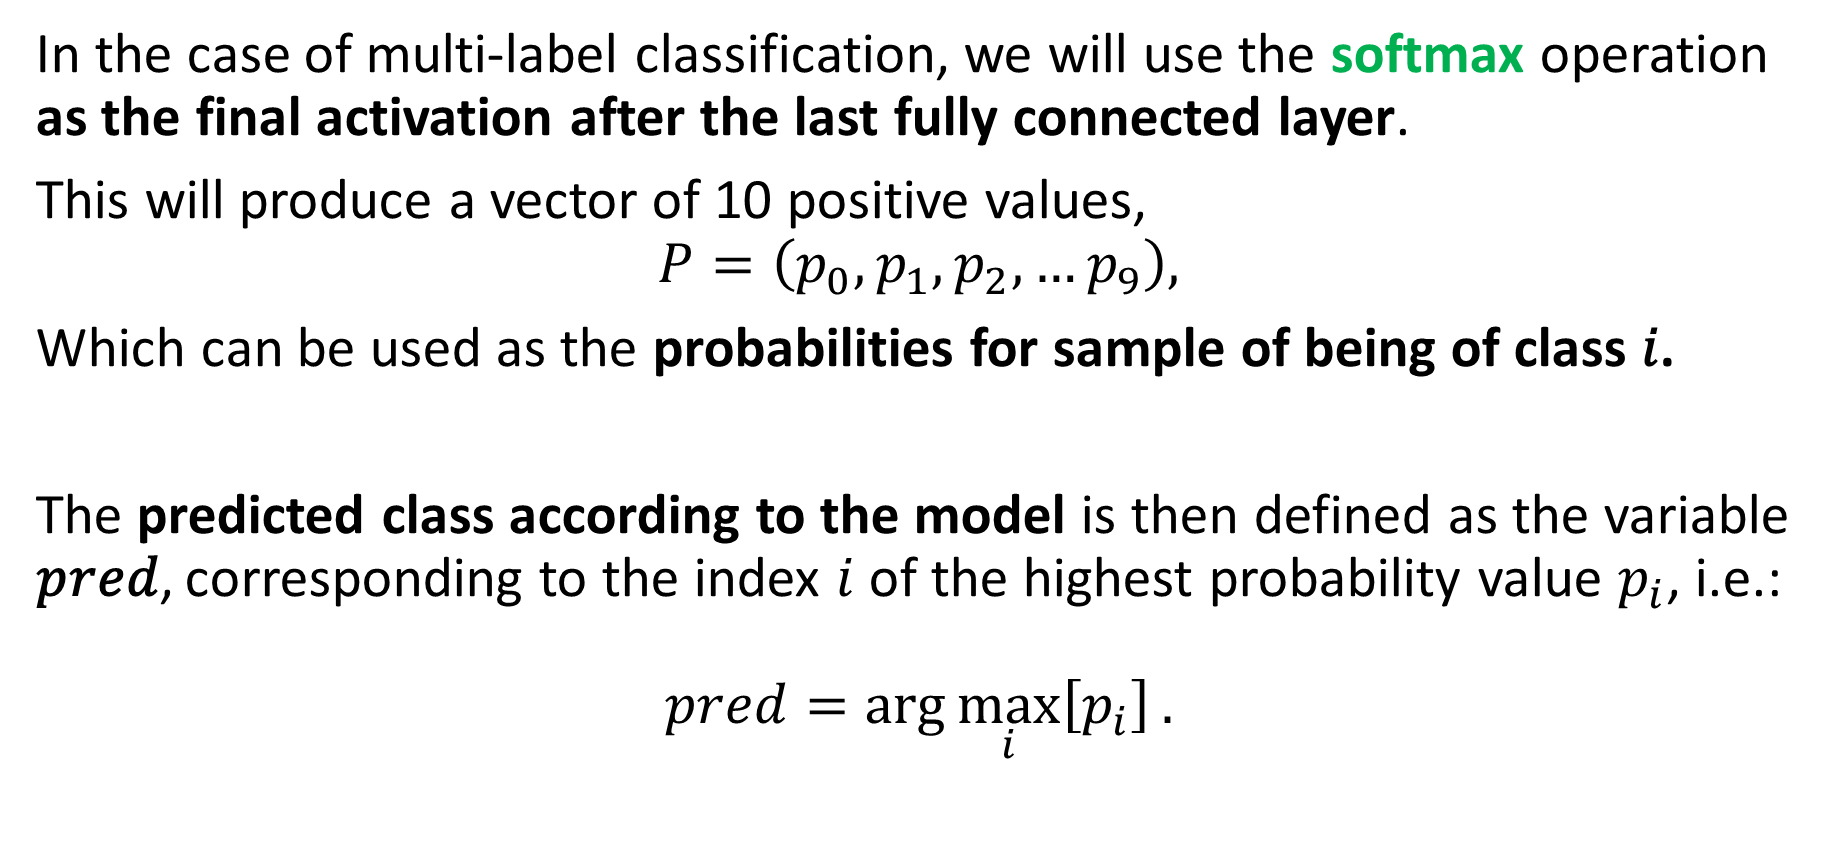 In the case of multi-label classification, we will use the softmax operation
as the final activation after the last fully connected layer.
This will produce a vector of 10 positive values,
𝑃 = (𝑝₀, 𝑝₁, 𝑝₂, … 𝑝₉),
Which can be used as the probabilities for sample of being of class 𝑖.
The predicted class according to the model is then defined as the variable
𝒑𝒓𝒆𝒅, corresponding to the index 𝑖 of the highest probability value 𝑝ᵢ, i.e.:
𝑝𝑟𝑒𝑑 = arg max[𝑝ᵢ] .
𝑖